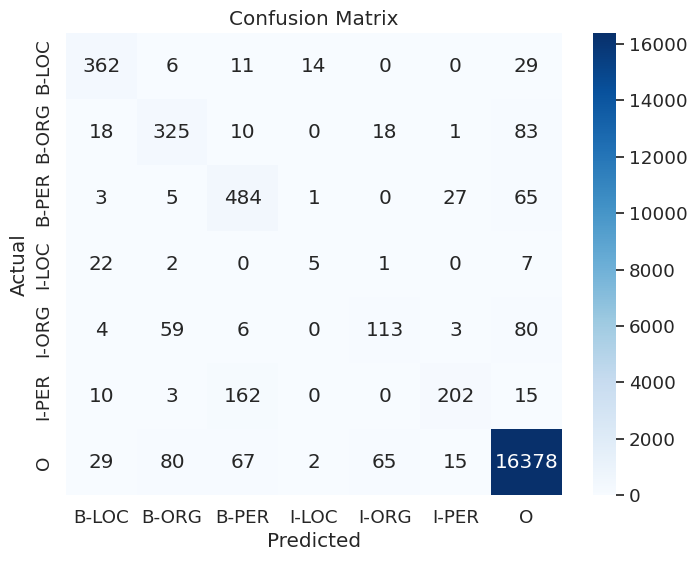 Confusion Matrix
Actual
B-LOC 362 6 11 14 0 0 29
B-ORG 18 325 10 0 18 1 83
B-PER 3 5 484 1 0 27 65
I-LOC 22 2 0 5 1 0 7
I-ORG 4 59 6 0 113 3 80
I-PER 10 3 162 0 0 202 15
O 29 80 67 2 65 15 16378
B-LOC B-ORG B-PER I-LOC I-ORG I-PER O
Predicted
16000
14000
12000
10000
8000
6000
4000
2000
0